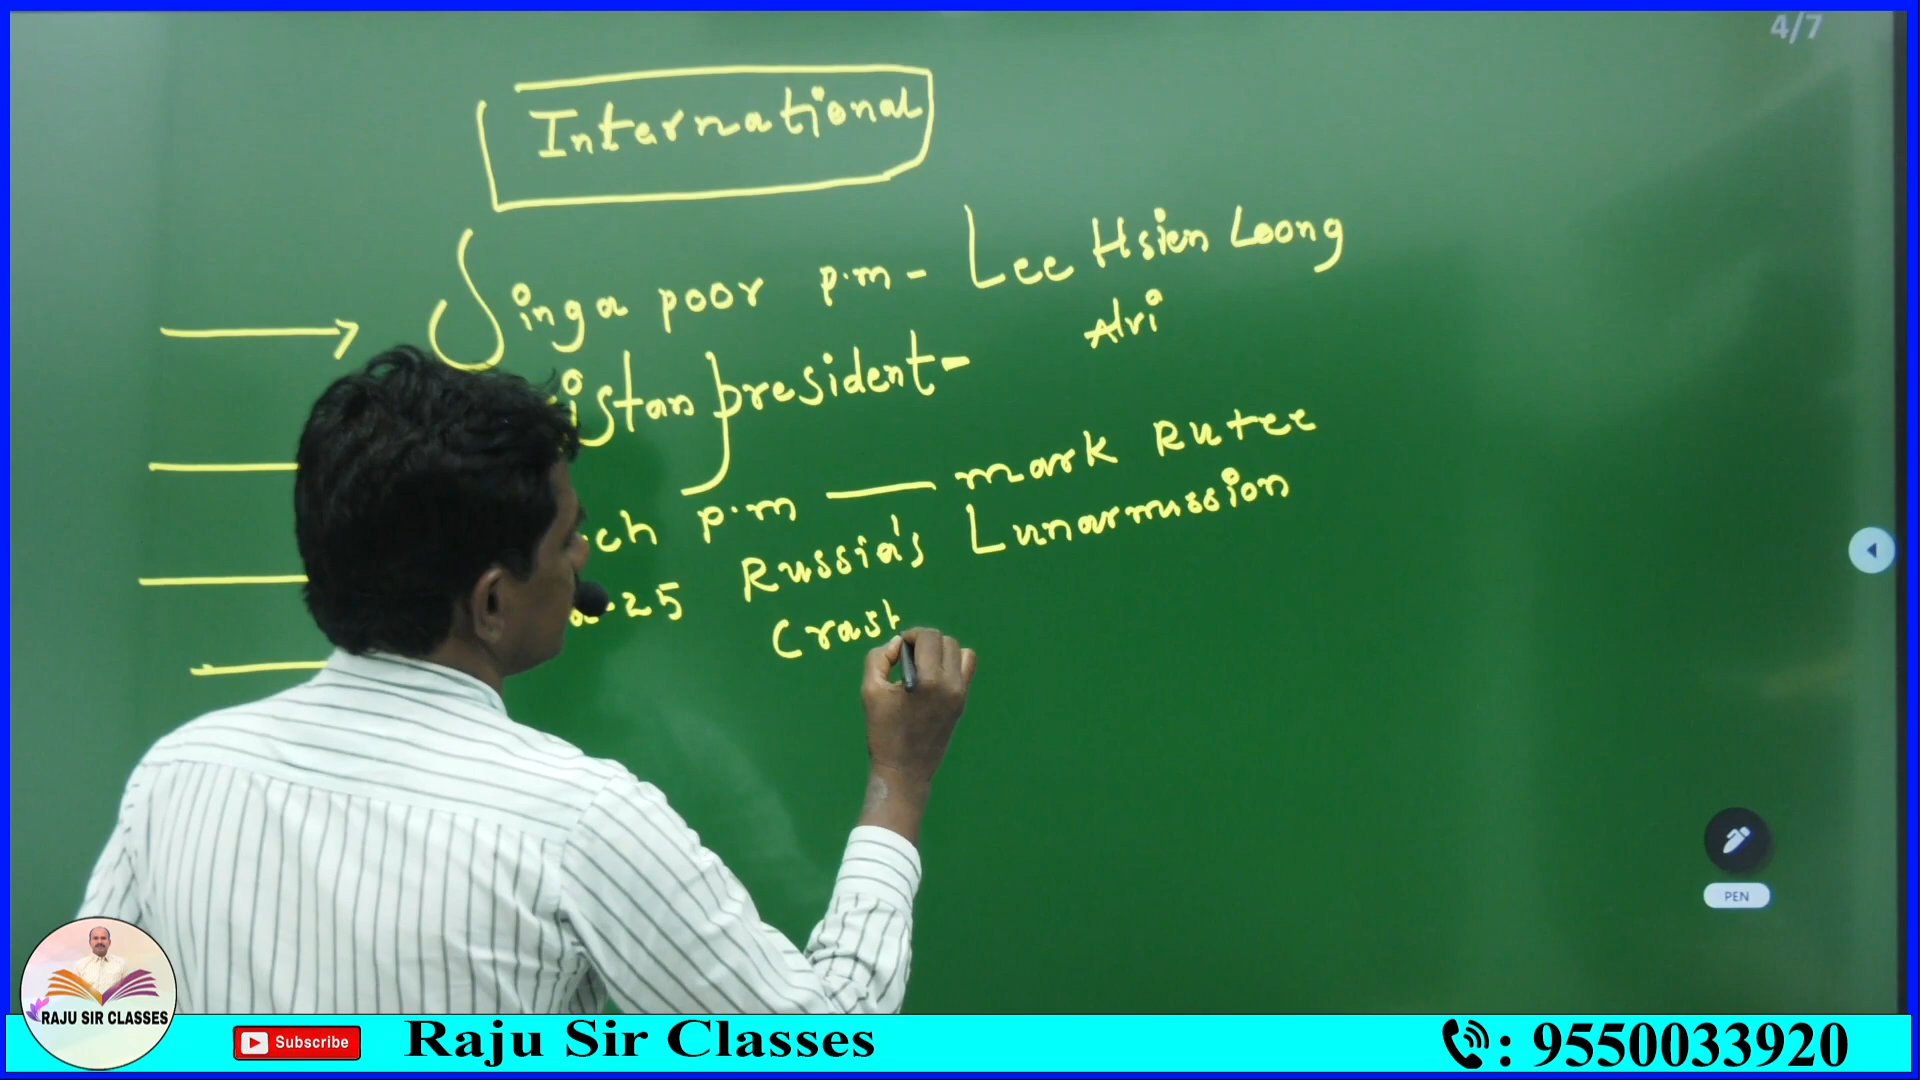 4/7
International
Singa poor p.m - Lee Hsien Loong
istan president- Alvi
ch p.m — mark Rutee
a-25 Russia's Lunarmission
Crash
PEN
RAJU SIR CLASSES
Subscribe
Raju Sir Classes
: 9550033920